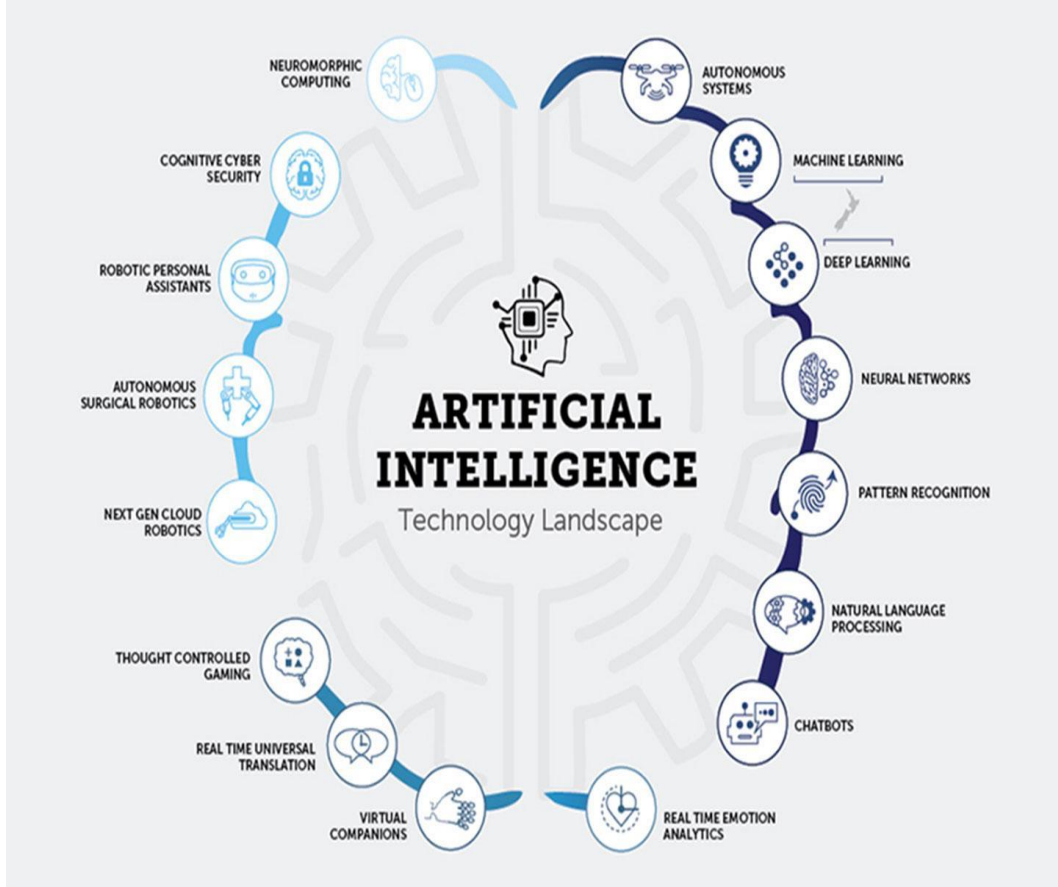 ARTIFICIAL
INTELLIGENCE
Technology Landscape
AUTONOMOUS
SYSTEMS
MACHINE LEARNING
DEEP LEARNING
NEURAL NETWORKS
PATTERN RECOGNITION
NATURAL LANGUAGE
PROCESSING
CHATBOTS
REAL TIME EMOTION
ANALYTICS
VIRTUAL
COMPANIONS
REAL TIME UNIVERSAL
TRANSLATION
THOUGHT CONTROLLED
GAMING
NEXT GEN CLOUD
ROBOTICS
AUTONOMOUS
SURGICAL ROBOTICS
ROBOTIC PERSONAL
ASSISTANTS
COGNITIVE CYBER
SECURITY
NEUROMORPHIC
COMPUTING